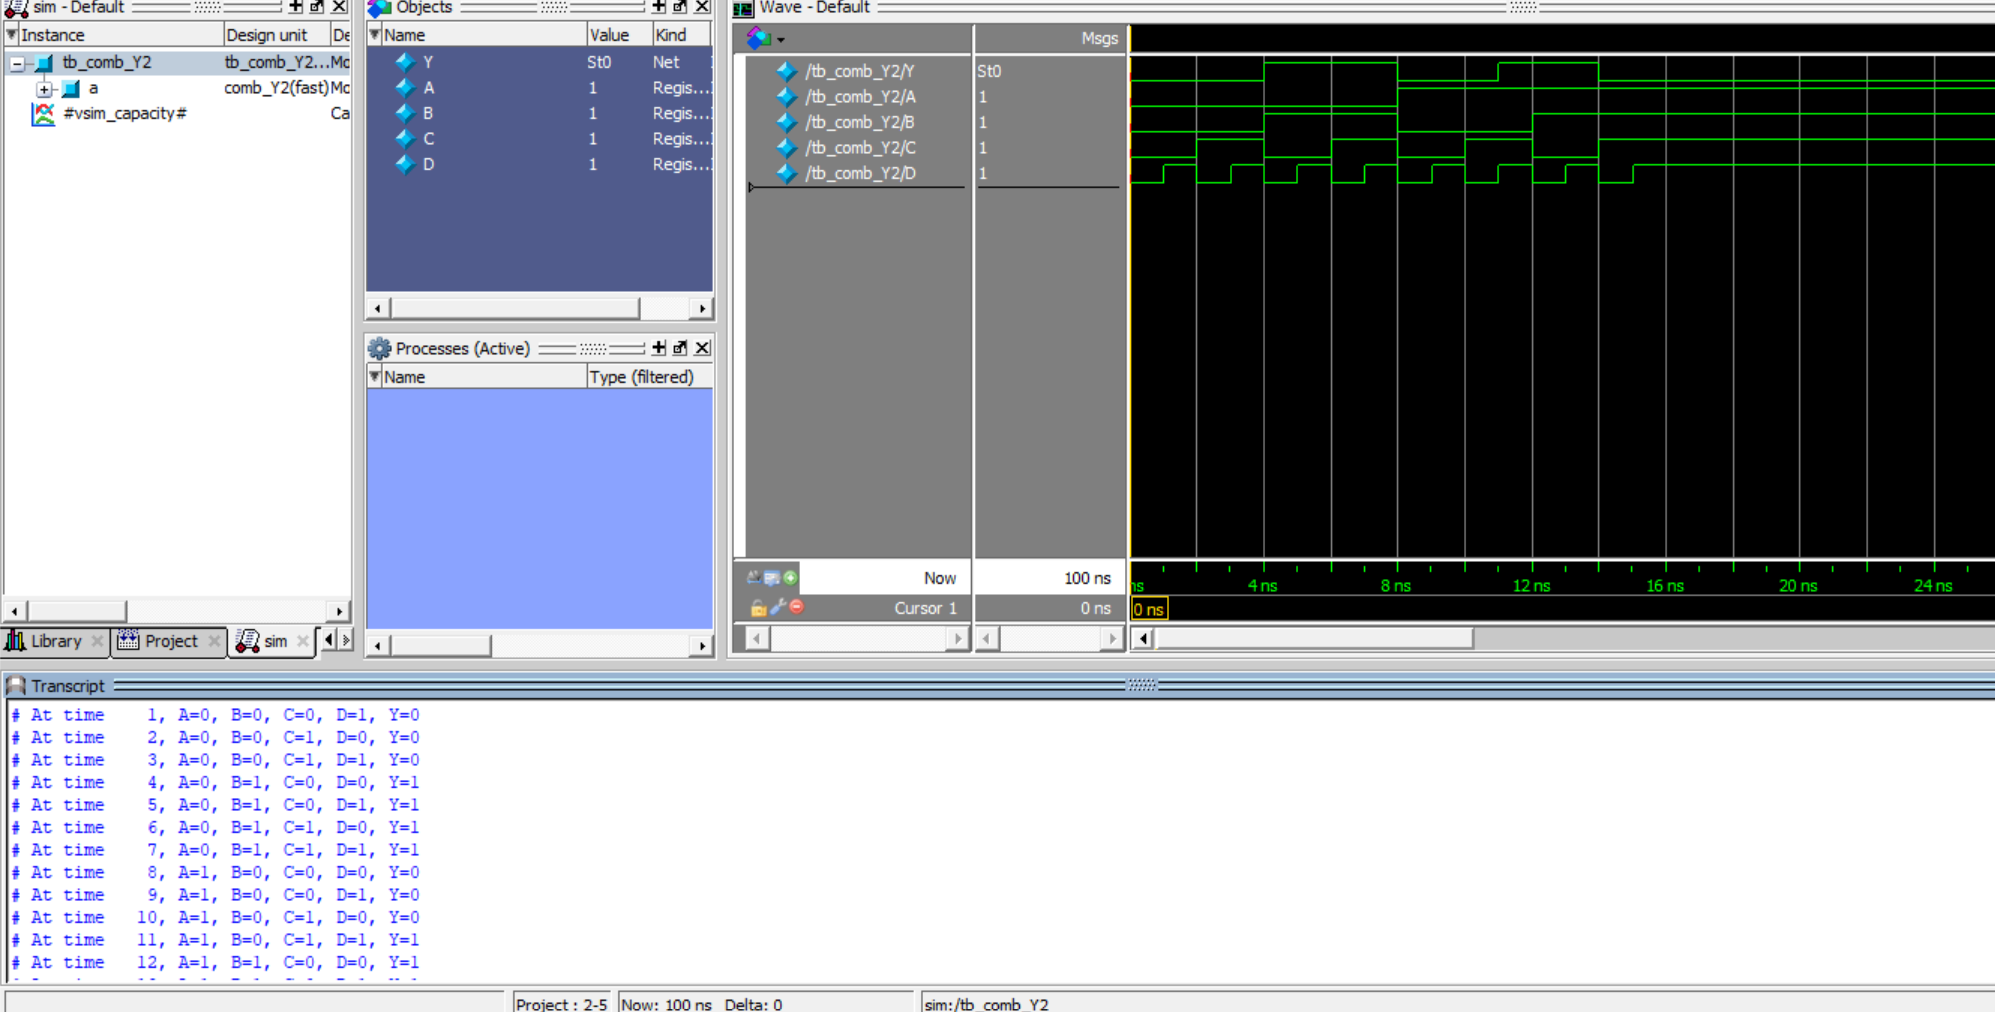 sim - Default
Instance Design unit De
tb_comb_Y2 tb_comb_Y2... Mo
a comb_Y2(fast) Mo
#vsim_capacity# Ca
Library Project sim
Objects
Name Value Kind
Y St0 Net
A 1 Regis...
B 1 Regis...
C 1 Regis...
D 1 Regis...
Processes (Active)
Name Type (filtered)
Wave - Default
Msgs
/tb_comb_Y2/Y St0
/tb_comb_Y2/A 1
/tb_comb_Y2/B 1
/tb_comb_Y2/C 1
/tb_comb_Y2/D 1
Now 100 ns
ns 4 ns 8 ns 12 ns 16 ns 20 ns 24 ns
Cursor 1 0 ns 0 ns
Transcript
# At time 1, A=0, B=0, C=0, D=1, Y=0
# At time 2, A=0, B=0, C=1, D=0, Y=0
# At time 3, A=0, B=0, C=1, D=1, Y=0
# At time 4, A=0, B=1, C=0, D=0, Y=1
# At time 5, A=0, B=1, C=0, D=1, Y=1
# At time 6, A=0, B=1, C=1, D=0, Y=1
# At time 7, A=0, B=1, C=1, D=1, Y=1
# At time 8, A=1, B=0, C=0, D=0, Y=0
# At time 9, A=1, B=0, C=0, D=1, Y=0
# At time 10, A=1, B=0, C=1, D=0, Y=0
# At time 11, A=1, B=0, C=1, D=1, Y=1
# At time 12, A=1, B=1, C=0, D=0, Y=1
Project : 2-5 Now: 100 ns Delta: 0 sim:/tb_comb_Y2